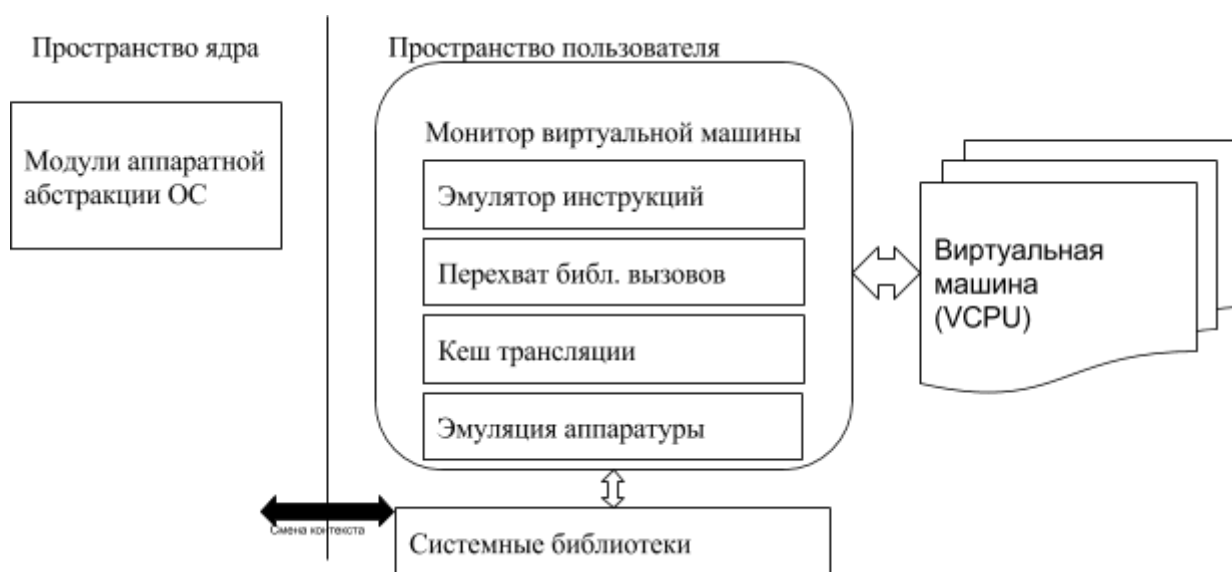 Пространство ядра
Пространство пользователя
Модули аппаратной
абстракции ОС
Монитор виртуальной машины
Эмулятор инструкций
Перехват библ. вызовов
Кеш трансляции
Эмуляция аппаратуры
Виртуальная
машина
(VCPU)
Смена контекста
Системные библиотеки